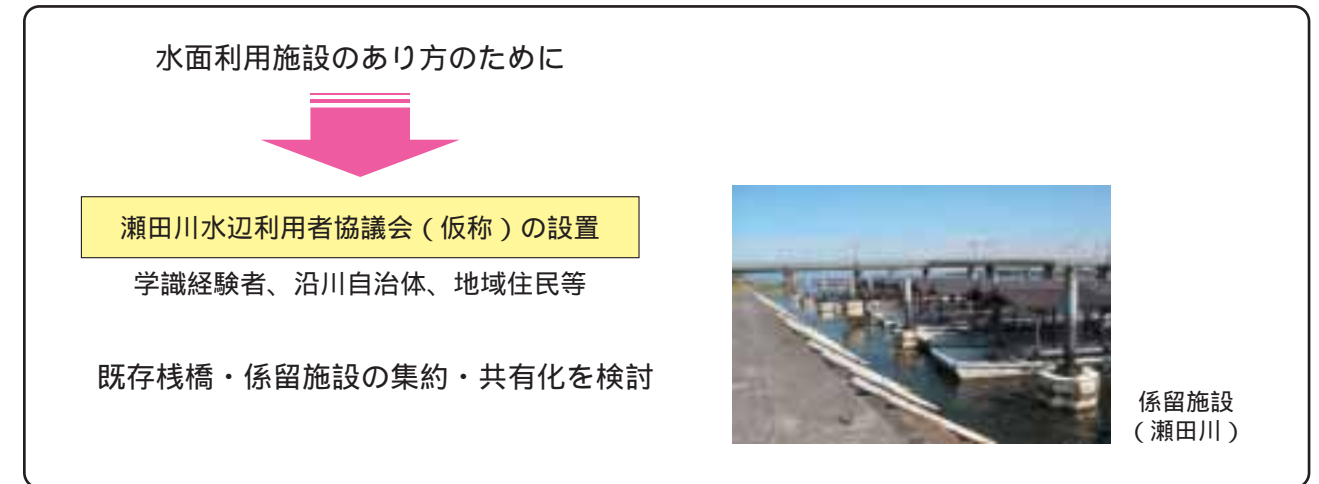 水面利用施設のあり方のために
瀬田川水辺利用者協議会(仮称)の設置
学識経験者、沿川自治体、地域住民等
既存桟橋・係留施設の集約・共有化を検討
係留施設
(瀬田川)